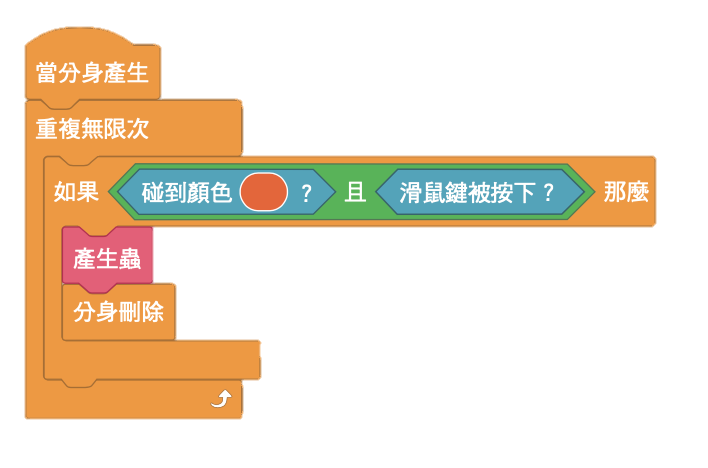 當分身產生
重複無限次
如果 碰到顏色 ? 且 滑鼠鍵被按下? 那麼
產生蟲
分身刪除